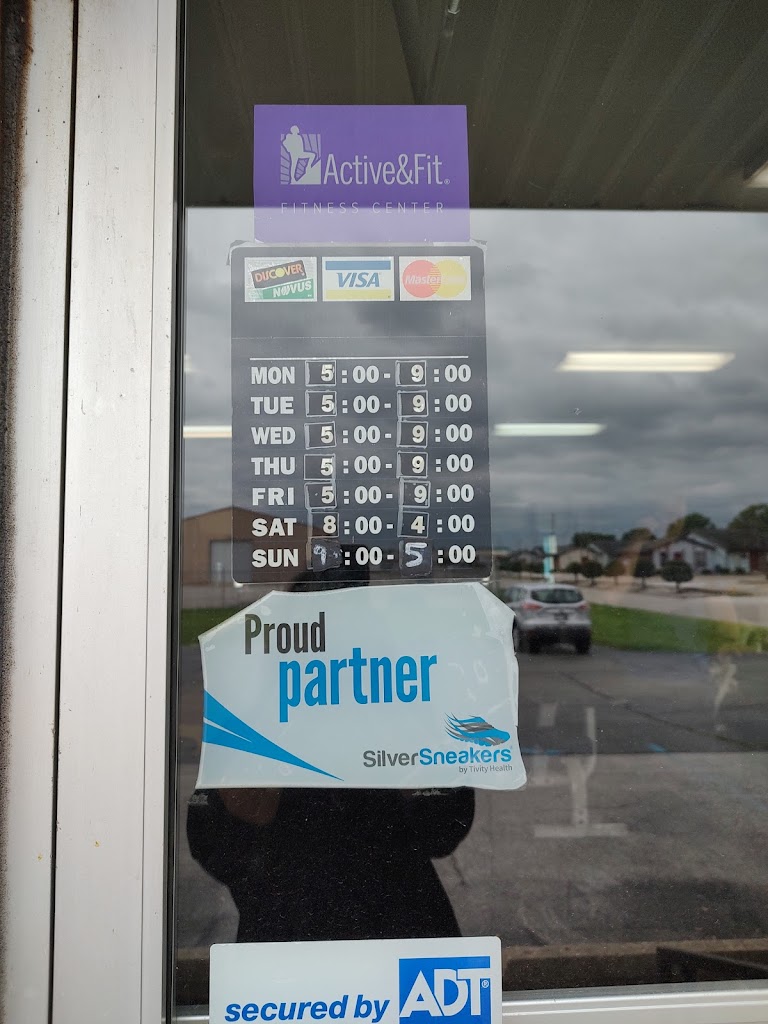 Active&Fit®
FITNESS CENTER
DISCOVER VISA MasterCard
NOVUS
MON 5:00-9:00
TUE 5:00-9:00
WED 5:00-9:00
THU 5:00-9:00
FRI 5:00-9:00
SAT 8:00-4:00
SUN 9:00-5:00
Proud
partner
SilverSneakers
by Tivity Health
secured by ADT®